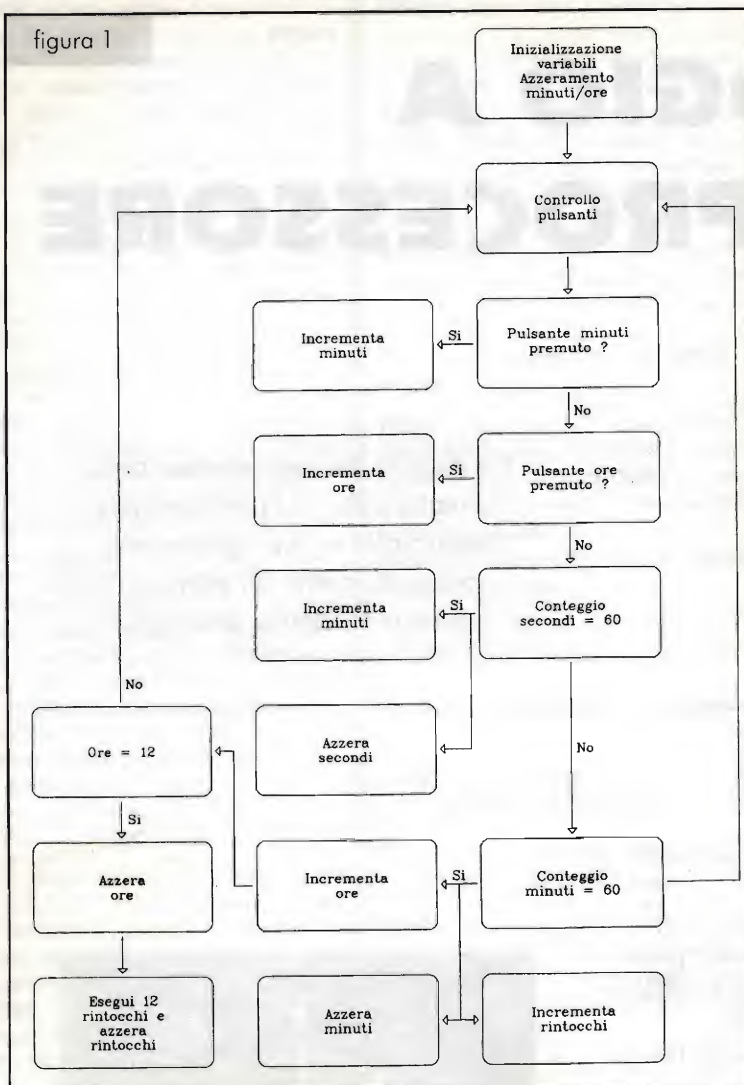 figura 1
Inizializzazione
variabili
Azzeramento
minuti/ore
Controllo
pulsanti
Incrementa
minuti
Si
Pulsante minuti
premuto ?
No
Incrementa
ore
Si
Pulsante ore
premuto ?
No
Incrementa
minuti
Si
Conteggio
secondi = 60
No
Ore = 12
Azzera
secondi
No
Si
Azzera
ore
Incrementa
ore
Si
Conteggio
minuti = 60
Esegui 12
rintocchi e
azzera
rintocchi
Azzera
minuti
Incrementa
rintocchi